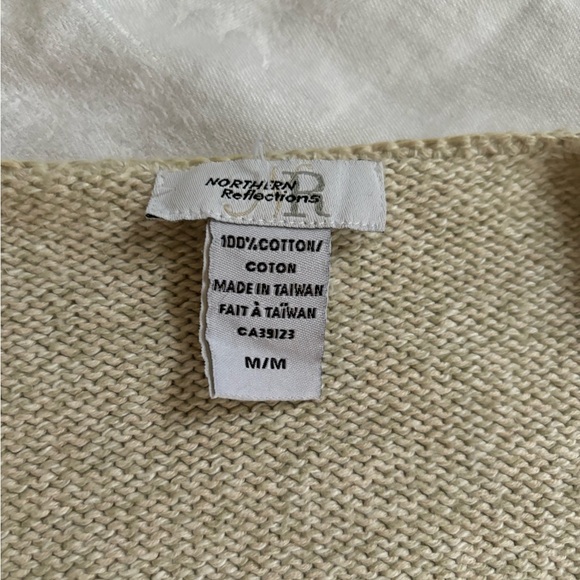 NORTHERN
Reflections
R
100% COTTON/
COTON
MADE IN TAIWAN
FAIT À TAÏWAN
CA39123
M/M